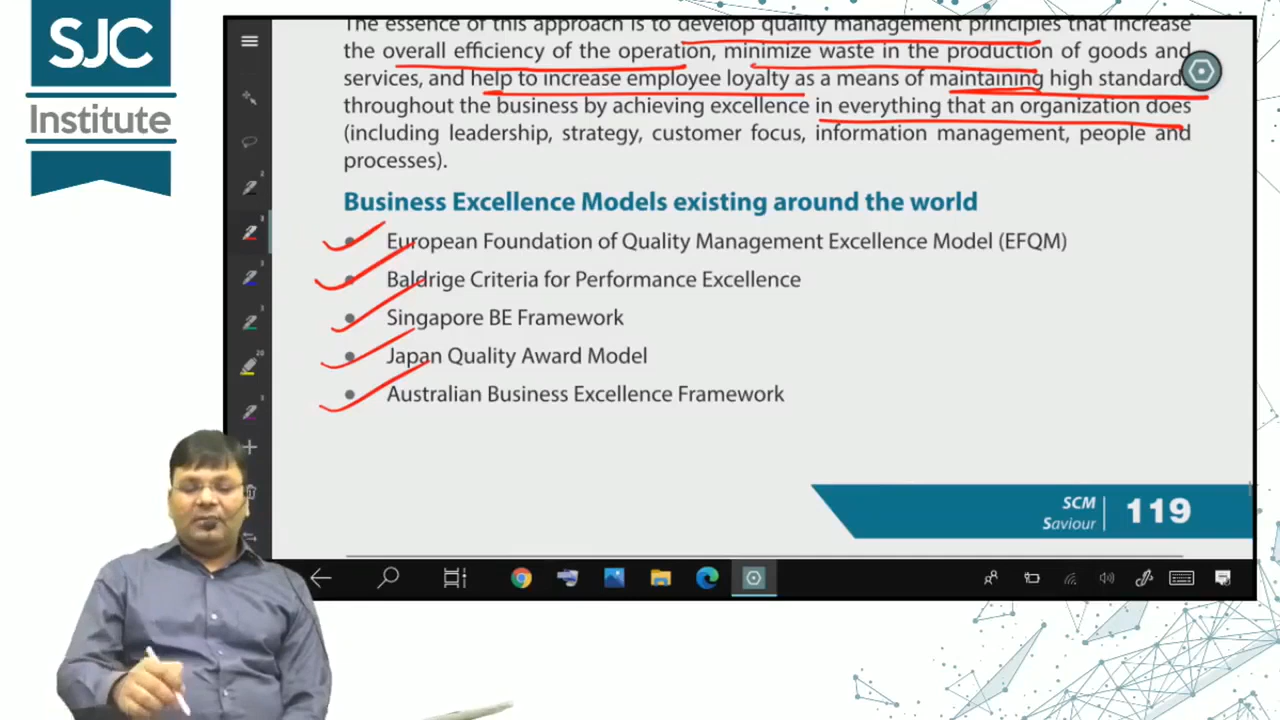 SJC
Institute
The essence of this approach is to develop quality management principles that increase
the overall efficiency of the operation, minimize waste in the production of goods and
services, and help to increase employee loyalty as a means of maintaining high standard
throughout the business by achieving excellence in everything that an organization does
(including leadership, strategy, customer focus, information management, people and
processes).
Business Excellence Models existing around the world
• European Foundation of Quality Management Excellence Model (EFQM)
• Baldrige Criteria for Performance Excellence
• Singapore BE Framework
• Japan Quality Award Model
• Australian Business Excellence Framework
SCM
Saviour
119